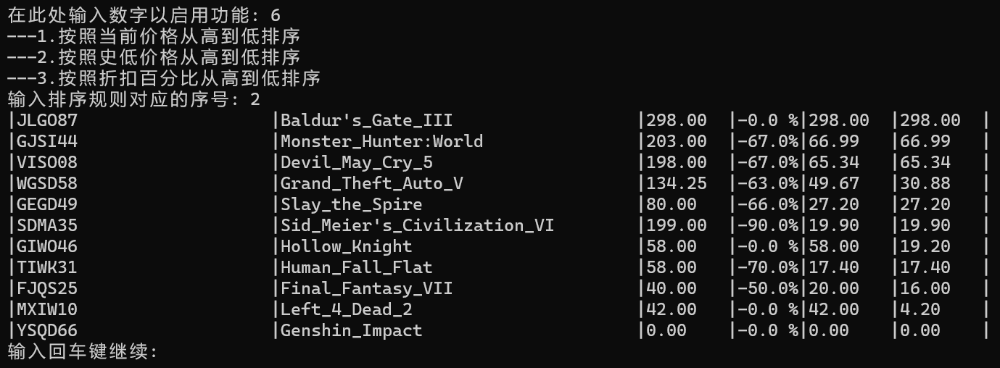 在此处输入数字以启用功能: 6
---1.按照当前价格从高到低排序
---2.按照史低价格从高到低排序
---3.按照折扣百分比从高到低排序
输入排序规则对应的序号: 2
|JLGO87 |Baldur's_Gate_III |298.00 |-0.0 %|298.00 |298.00 |
|GJSI44 |Monster_Hunter:World |203.00 |-67.0%|66.99 |66.99 |
|VISO08 |Devil_May_Cry_5 |198.00 |-67.0%|65.34 |65.34 |
|WGSD58 |Grand_Theft_Auto_V |134.25 |-63.0%|49.67 |30.88 |
|GEGD49 |Slay_the_Spire |80.00 |-66.0%|27.20 |27.20 |
|SDMA35 |Sid_Meier's_Civilization_VI |199.00 |-90.0%|19.90 |19.90 |
|GIWO46 |Hollow_Knight |58.00 |-0.0 %|58.00 |19.20 |
|TIWK31 |Human_Fall_Flat |58.00 |-70.0%|17.40 |17.40 |
|FJQS25 |Final_Fantasy_VII |40.00 |-50.0%|20.00 |16.00 |
|MXIW10 |Left_4_Dead_2 |42.00 |-0.0 %|42.00 |4.20 |
|YSQD66 |Genshin_Impact |0.00 |-0.0 %|0.00 |0.00 |
输入回车键继续: